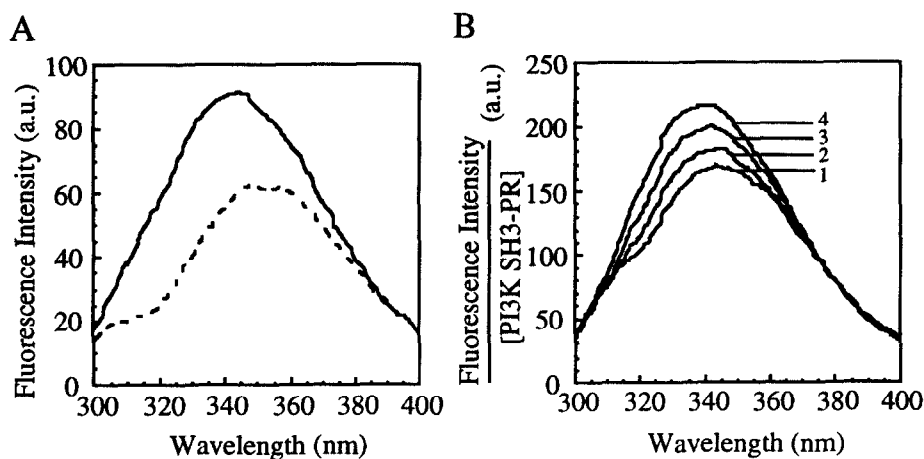 A
Fluorescence Intensity (a.u.)
100
80
60
40
20
0
300 320 340 360 380 400
Wavelength (nm)
B
Fluorescence Intensity (a.u.)
[PI3K SH3-PR]
250
200
150
100
50
0
4
3
2
1
300 320 340 360 380 400
Wavelength (nm)